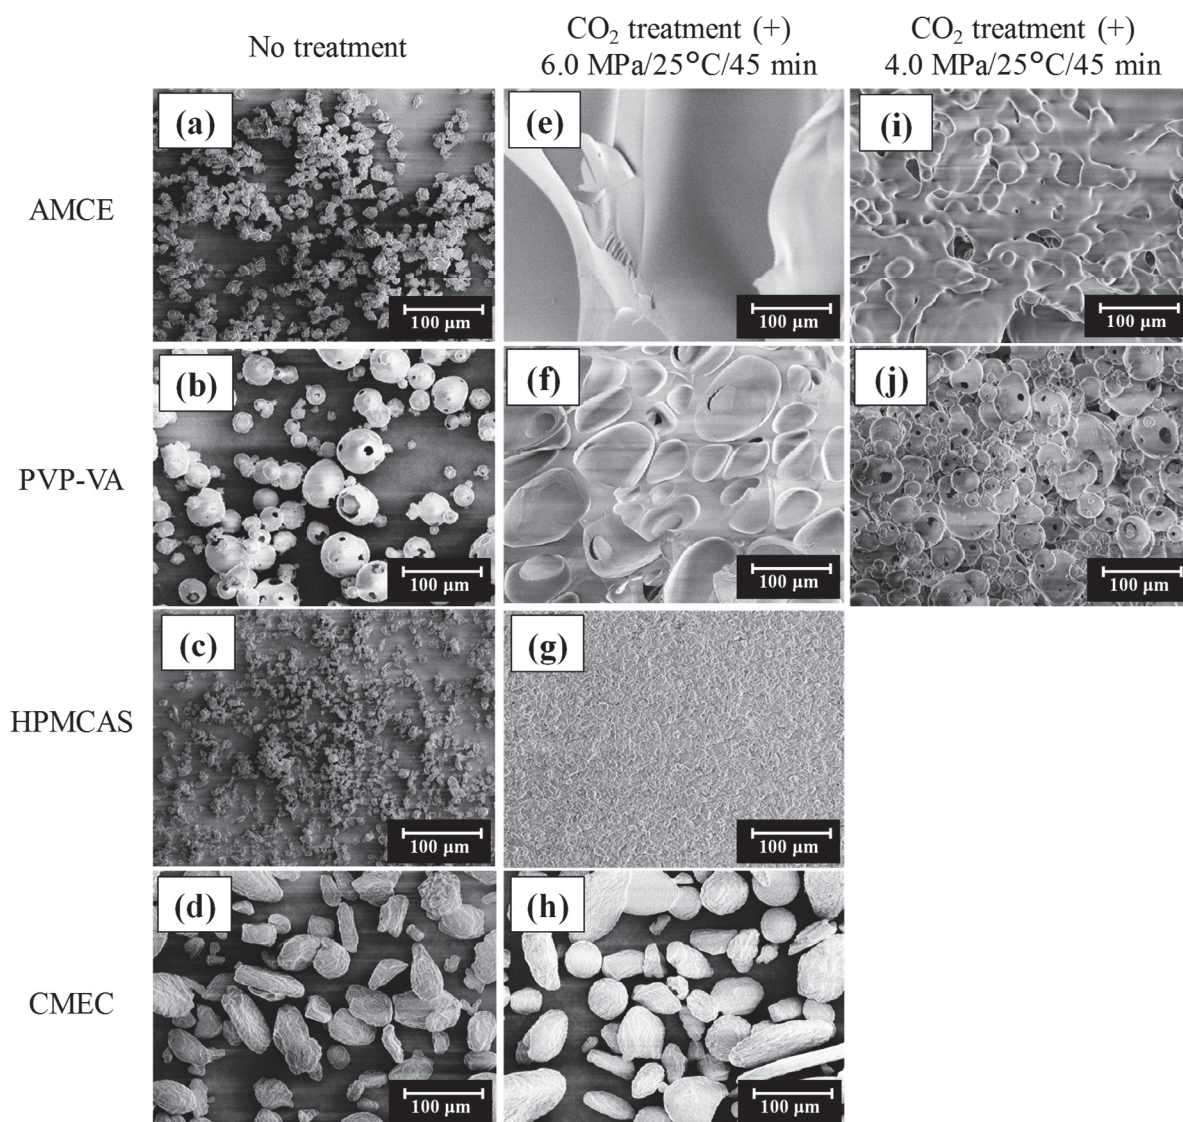 No treatment
CO₂ treatment (+)
6.0 MPa/25°C/45 min
CO₂ treatment (+)
4.0 MPa/25°C/45 min
AMCE
(a)
100 μm
(e)
100 μm
(i)
100 μm
PVP-VA
(b)
100 μm
(f)
100 μm
(j)
100 μm
HPMCAS
(c)
100 μm
(g)
100 μm
CMEC
(d)
100 μm
(h)
100 μm